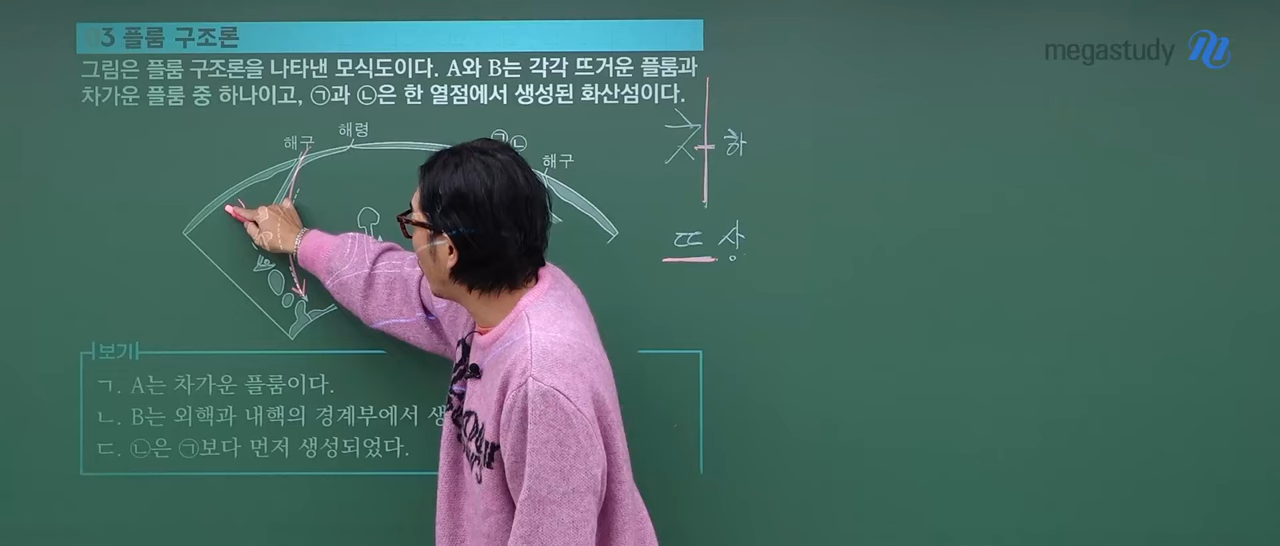 03 플룸 구조론
megastudy
그림은 플룸 구조론을 나타낸 모식도이다. A와 B는 각각 뜨거운 플룸과
차가운 플룸 중 하나이고, ㉠과 ㉡은 한 열점에서 생성된 화산섬이다.
해구
해령
㉠
㉡
해구
차
하
뜨 상
보기
ㄱ. A는 차가운 플룸이다.
ㄴ. B는 외핵과 내핵의 경계부에서 생
ㄷ. ㉡은 ㉠보다 먼저 생성되었다.